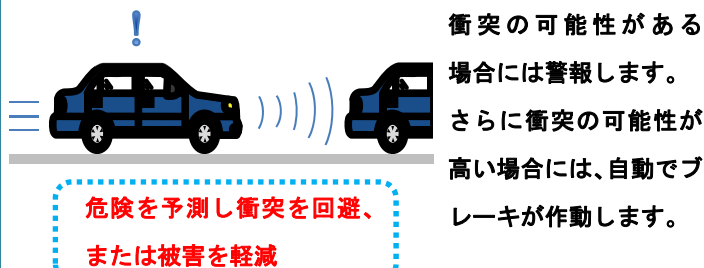 衝突の可能性がある
場合には警報します。
さらに衝突の可能性が
高い場合には、自動でブ
レーキが作動します。
危険を予測し衝突を回避、
または被害を軽減